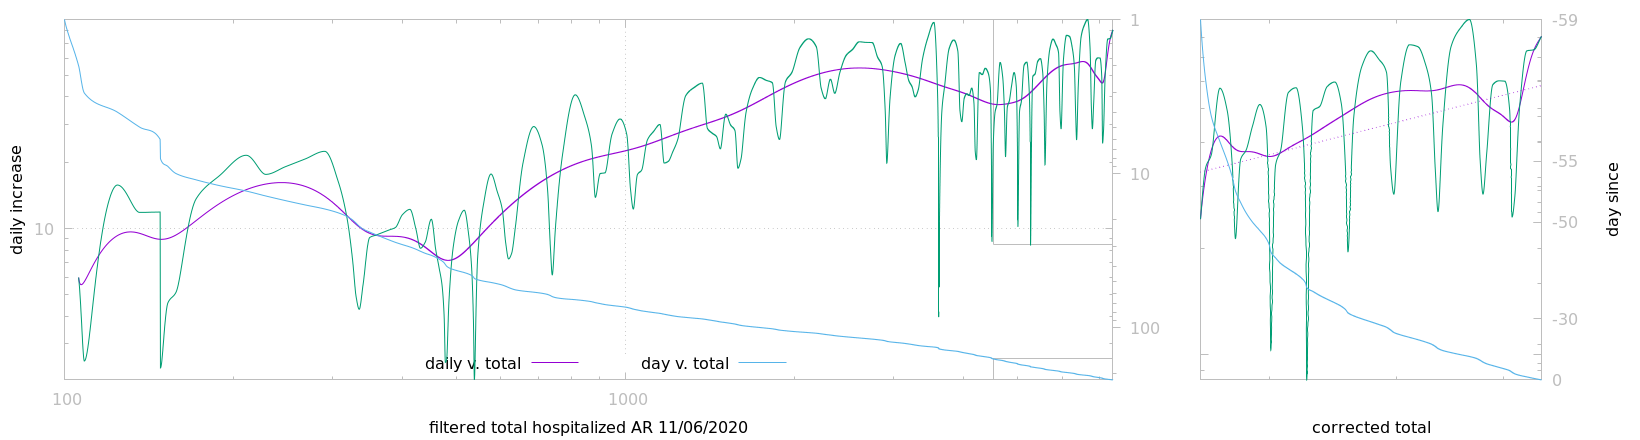 1
-59
10
-55
-50
daily increase
10
day since
100
-30
daily v. total
day v. total
0
100
1000
filtered total hospitalized AR 11/06/2020
corrected total